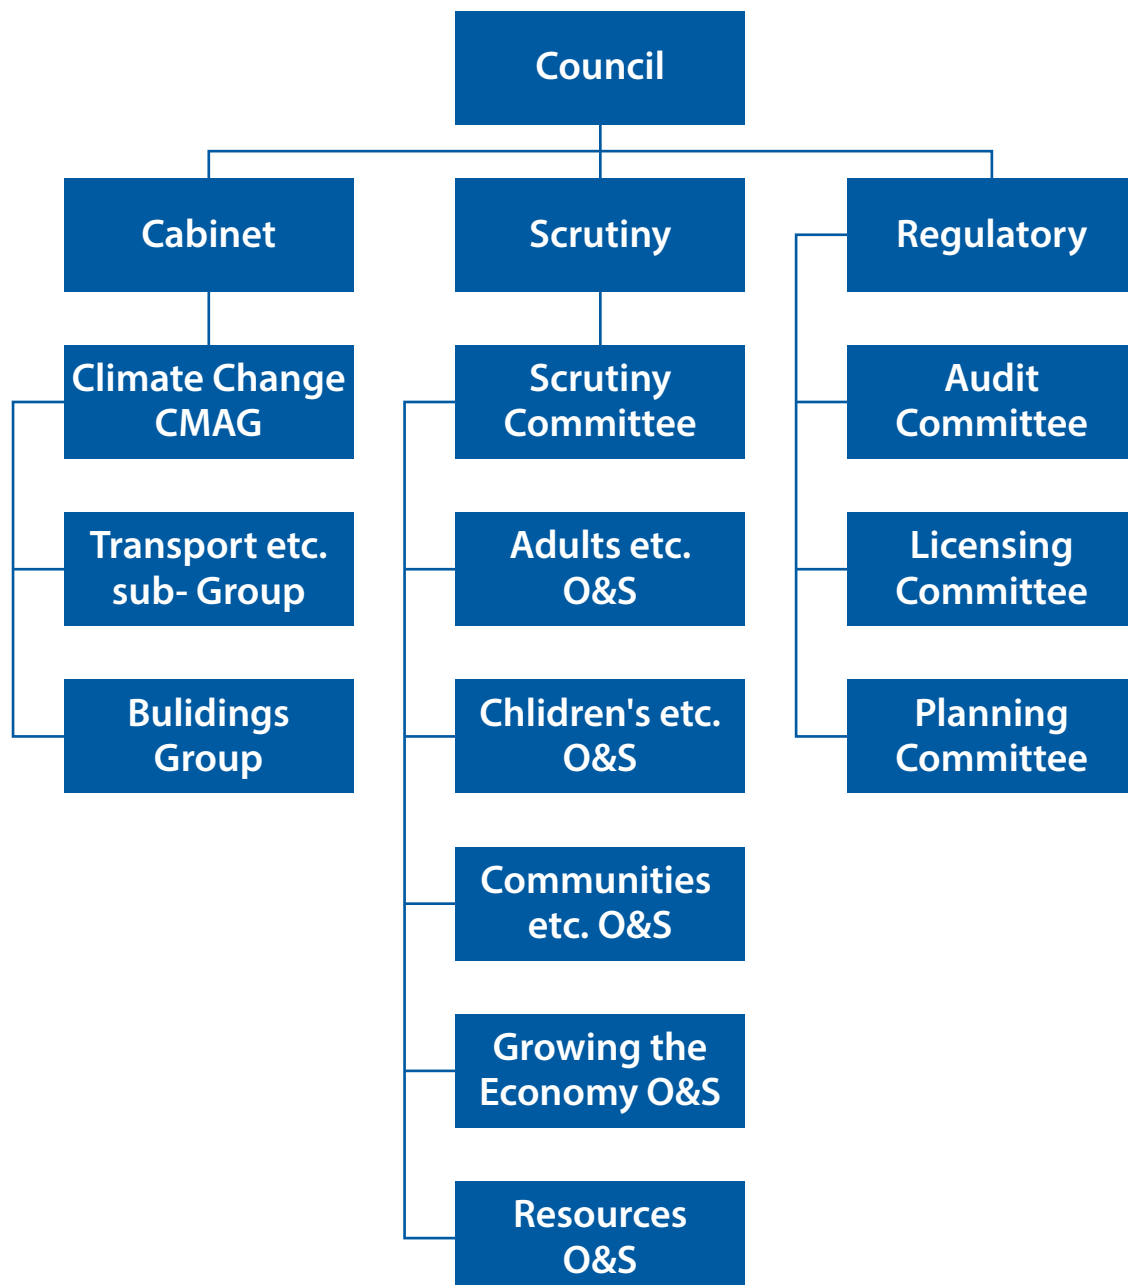 Council
Cabinet
Scrutiny
Regulatory
Climate Change
CMAG
Scrutiny
Committee
Audit
Committee
Transport etc.
sub- Group
Adults etc.
O&S
Licensing
Committee
Bulidings
Group
Chlidren's etc.
O&S
Planning
Committee
Communities
etc. O&S
Growing the
Economy O&S
Resources
O&S